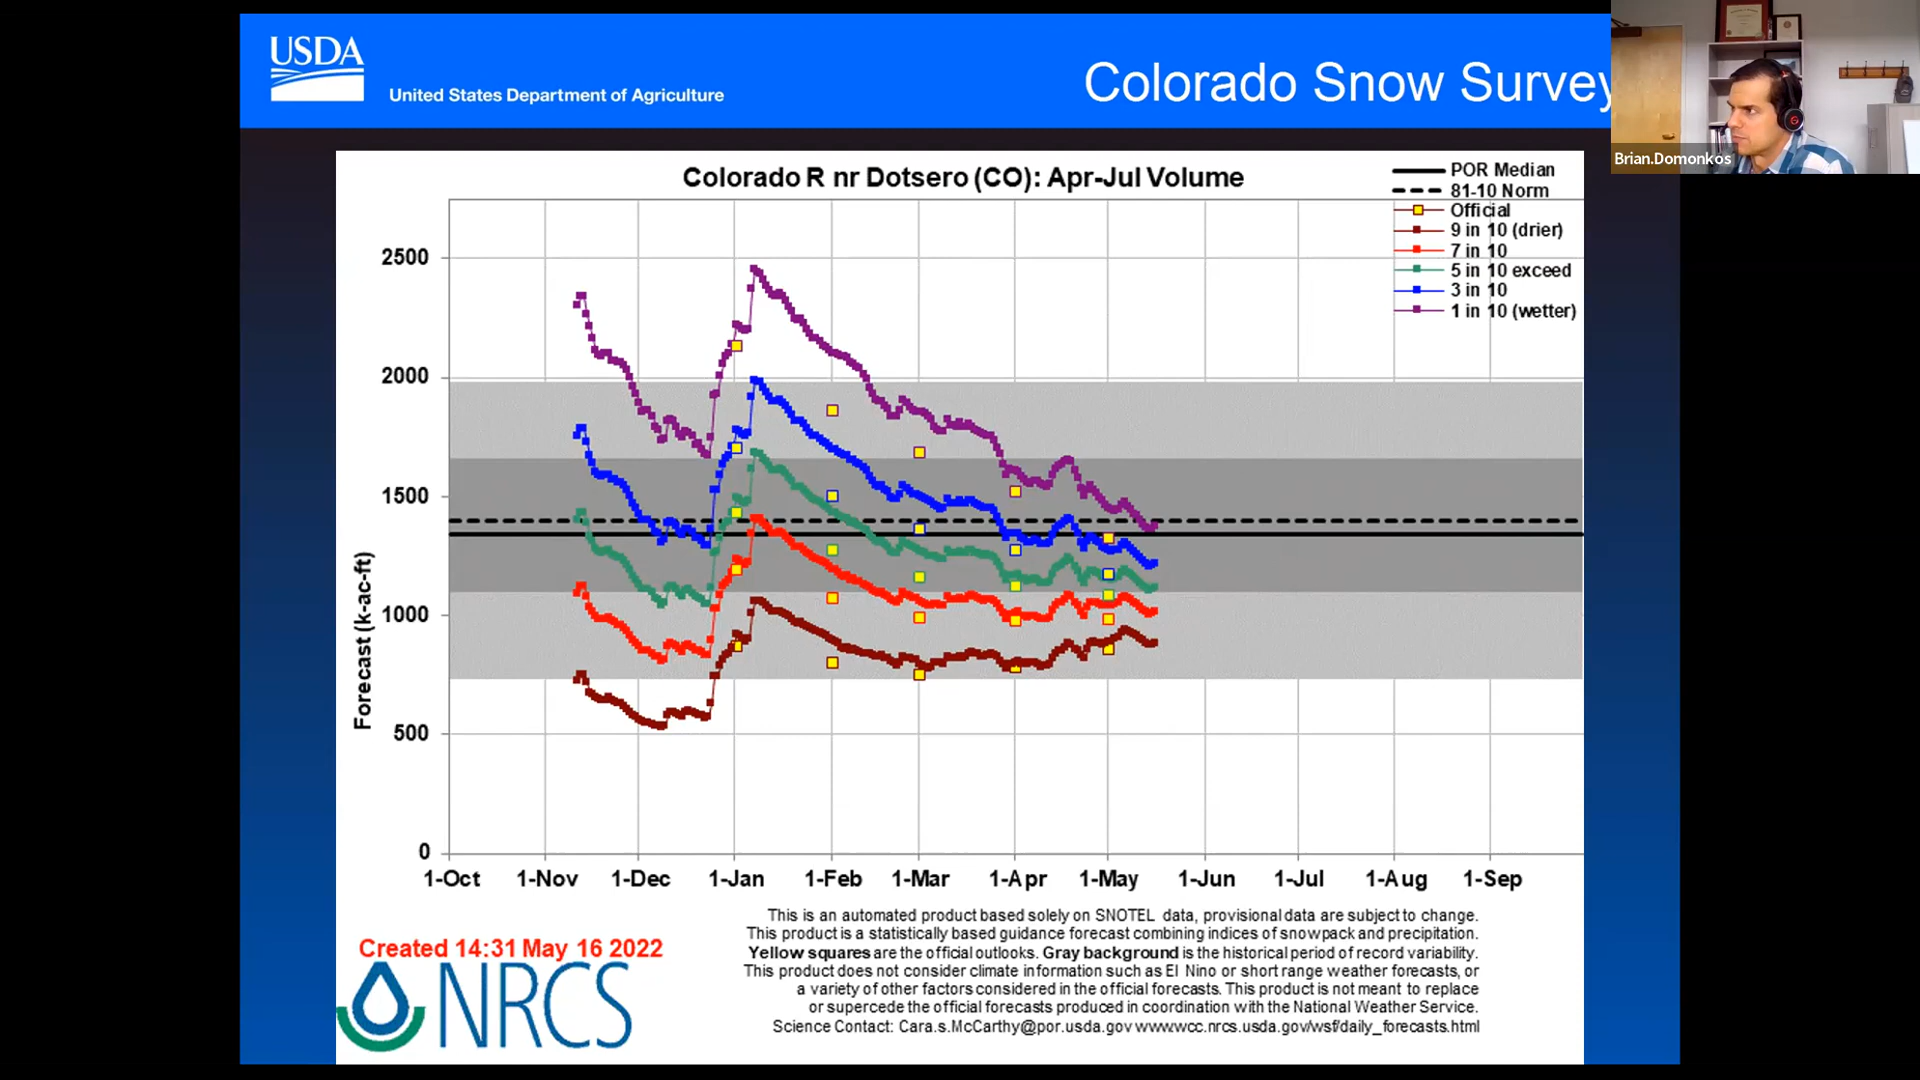 USDA
United States Department of Agriculture
Colorado Snow Survey
Brian.Domonkos
Colorado R nr Dotsero (CO): Apr-Jul Volume
POR Median
81-10 Norm
Official
9 in 10 (drier)
7 in 10
5 in 10 exceed
3 in 10
1 in 10 (wetter)
2500
2000
1500
1000
500
0
Forecast (k-ac-ft)
1-Oct 1-Nov 1-Dec 1-Jan 1-Feb 1-Mar 1-Apr 1-May 1-Jun 1-Jul 1-Aug 1-Sep
Created 14:31 May 16 2022
NRCS
This is an automated product based solely on SNOTEL data, provisional data are subject to change.
This product is a statistically based guidance forecast combining indices of snowpack and precipitation.
Yellow squares are the official outlooks. Gray background is the historical period of record variability.
This product does not consider climate information such as El Nino or short range weather forecasts, or
a variety of other factors considered in the official forecasts. This product is not meant to replace
or supercede the official forecasts produced in coordination with the National Weather Service.
Science Contact: Cara.s.McCarthy@por.usda.gov www.wcc.nrcs.usda.gov/wsf/daily_forecasts.html